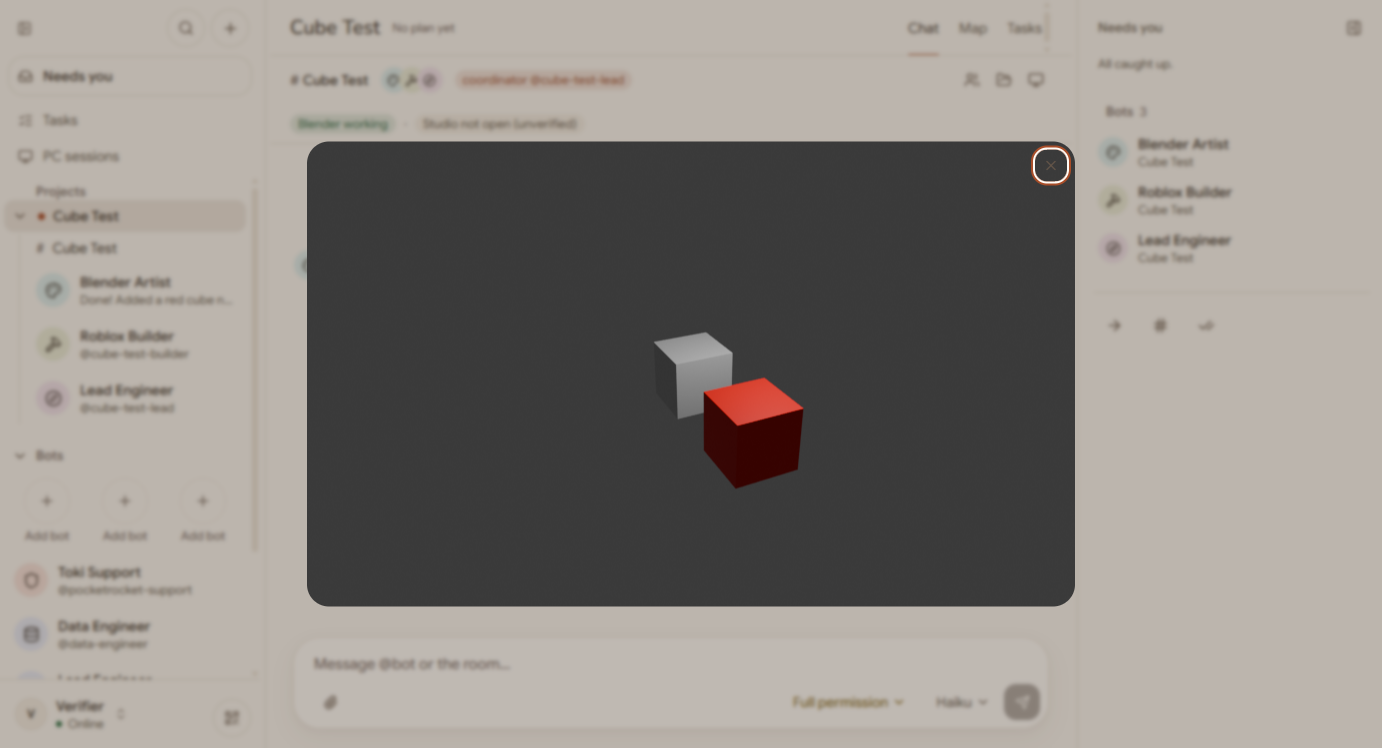 Needs you
Tasks
PC sessions
Projects
Cube Test
# Cube Test
Blender Artist
Done! Added a red cube n...
Roblox Builder
@cube-test-builder
Lead Engineer
@cube-test-lead
Bots
Add bot
Add bot
Add bot
Toki Support
@pocketrocket-support
Data Engineer
@data-engineer
Lead Engineer
V
Verifier
Online
Cube Test No plan yet
Chat Map Tasks
# Cube Test coordinator @cube-test-lead
Blender working · Studio not open (unverified)
Message @bot or the room...
Full permission Haiku
Needs you
All caught up.
Bots 3
Blender Artist
Cube Test
Roblox Builder
Cube Test
Lead Engineer
Cube Test